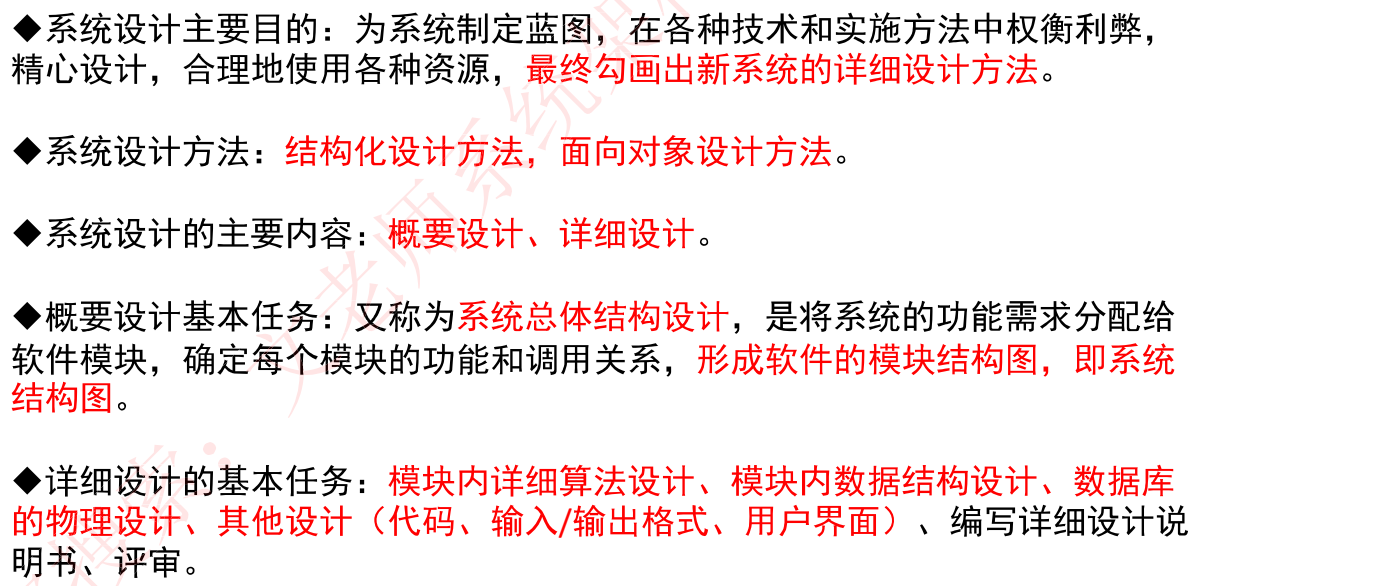 ◆系统设计主要目的：为系统制定蓝图，在各种技术和实施方法中权衡利弊，
精心设计，合理地使用各种资源，最终勾画出新系统的详细设计方法。
◆系统设计方法：结构化设计方法，面向对象设计方法。
◆系统设计的主要内容：概要设计、详细设计。
◆概要设计基本任务：又称为系统总体结构设计，是将系统的功能需求分配给
软件模块，确定每个模块的功能和调用关系，形成软件的模块结构图，即系统
结构图。
◆详细设计的基本任务：模块内详细算法设计、模块内数据结构设计、数据库
的物理设计、其他设计（代码、输入/输出格式、用户界面）、编写详细设计说
明书、评审。
文老师系统